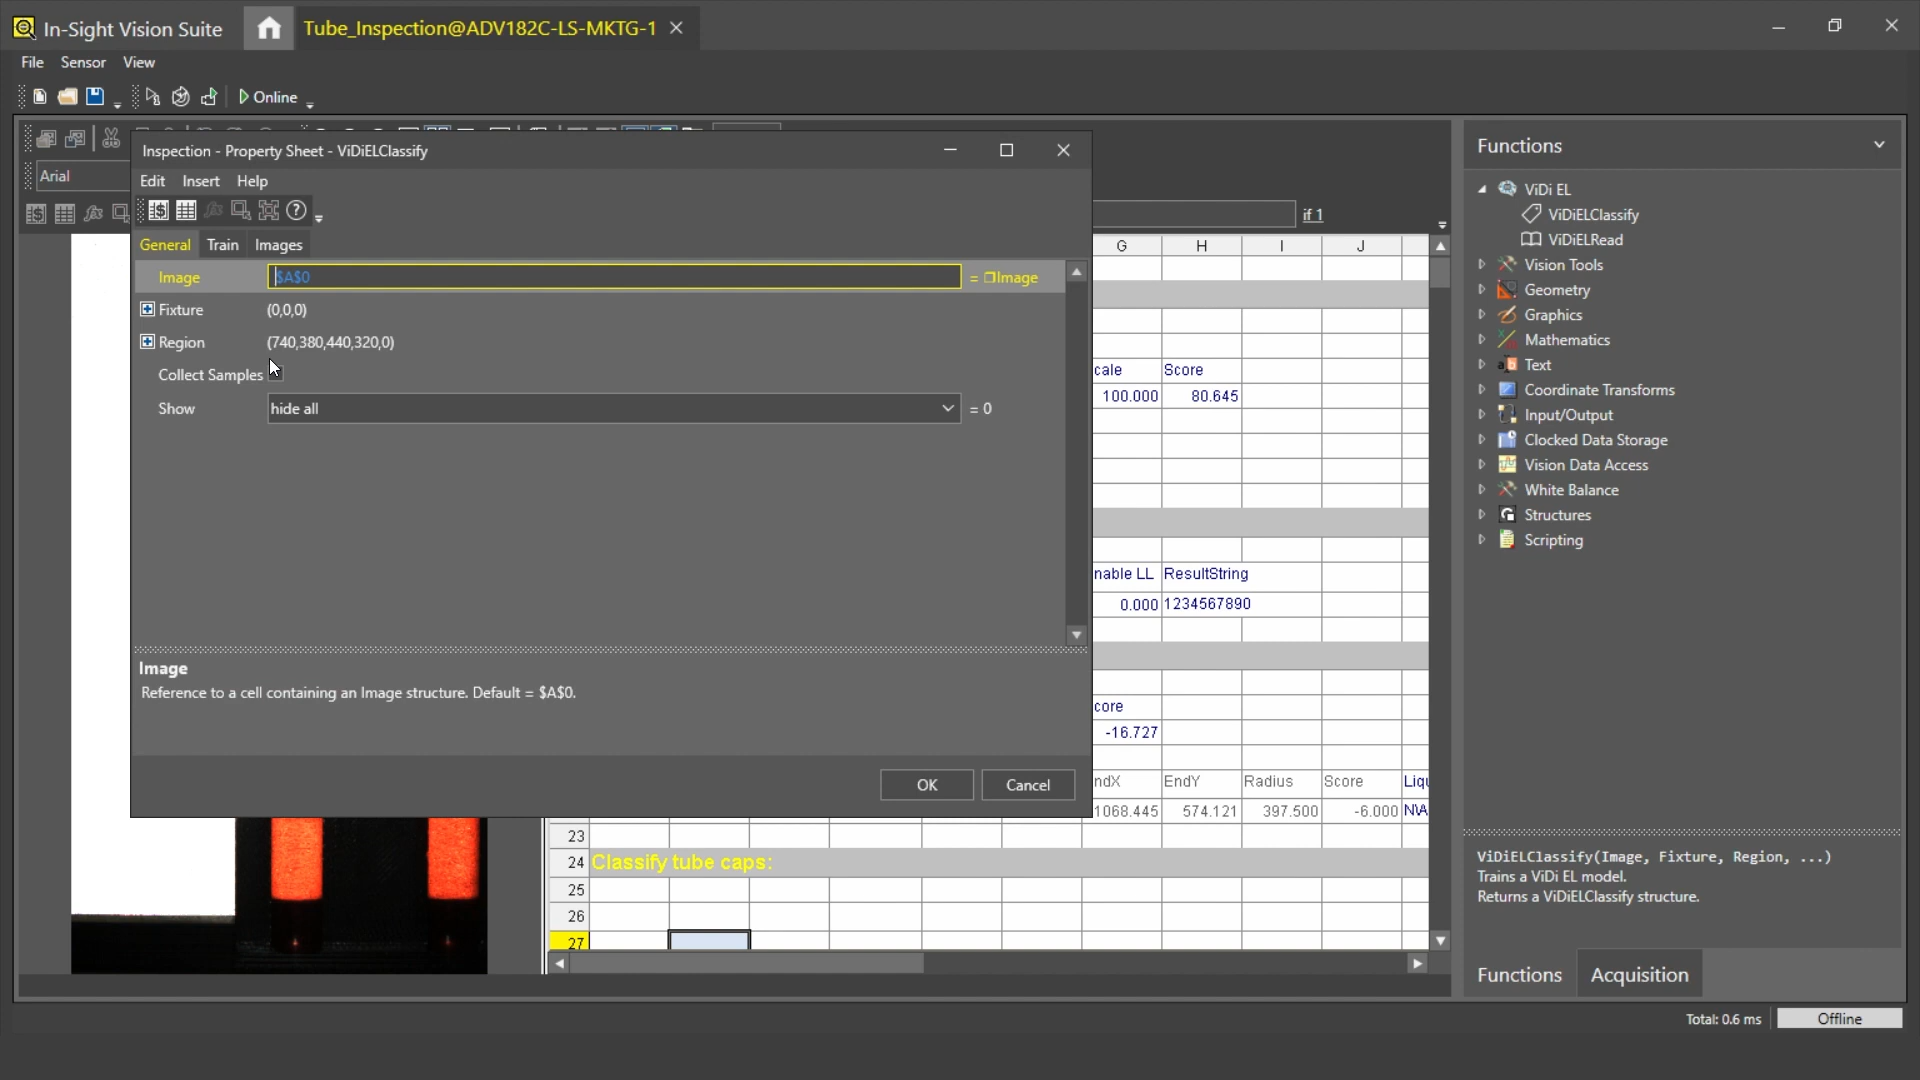 In-Sight Vision Suite
Tube_Inspection@ADV182C-LS-MKTG-1
File Sensor View
Online
Arial
if 1
Inspection - Property Sheet - ViDiELClassify
Edit Insert Help
General Train Images
Image $A$0 = Image
Fixture (0,0,0)
Region (740,380,440,320,0)
Collect Samples
Show hide all = 0
Image
Reference to a cell containing an Image structure. Default = $A$0.
OK Cancel
G H I J
cale Score
100.000 80.645
nable LL ResultString
0.000 1234567890
core
-16.727
ndX EndY Radius Score Liqu
1068.445 574.121 397.500 -6.000 N\A
23
24 Classify tube caps:
25
26
27
Functions
ViDi EL
ViDiELClassify
ViDiELRead
Vision Tools
Geometry
Graphics
Mathematics
Text
Coordinate Transforms
Input/Output
Clocked Data Storage
Vision Data Access
White Balance
Structures
Scripting
ViDiELClassify(Image, Fixture, Region, ...)
Trains a ViDi EL model.
Returns a ViDiELClassify structure.
Functions Acquisition
Total: 0.6 ms Offline